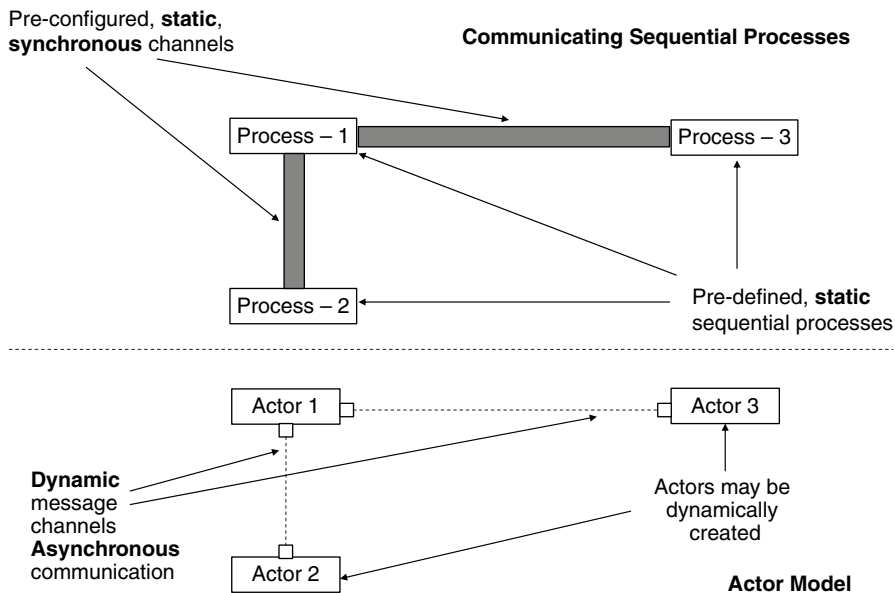 Pre-configured, static,
synchronous channels
Communicating Sequential Processes
Process – 1
Process – 3
Process – 2
Pre-defined, static
sequential processes
Actor 1
Actor 3
Dynamic
message
channels
Asynchronous
communication
Actors may be
dynamically
created
Actor 2
Actor Model